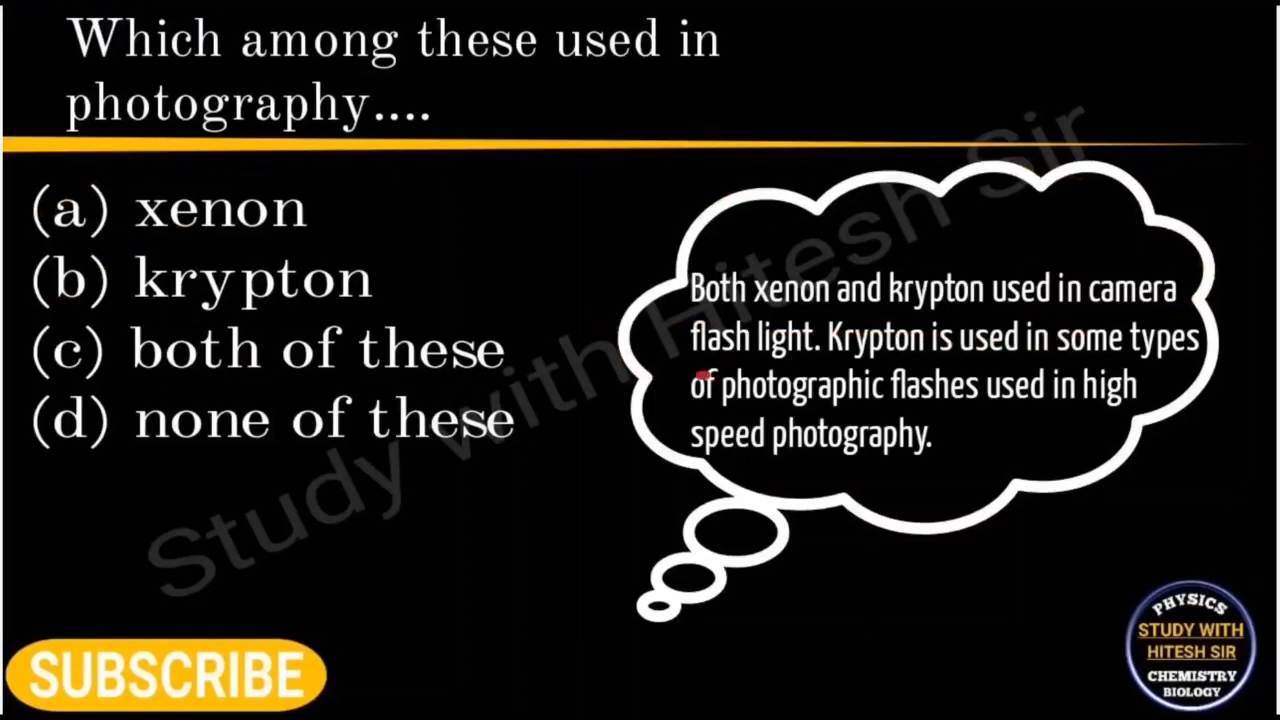 Which among these used in
photography....
(a) xenon
(b) krypton
(c) both of these
(d) none of these
Both xenon and krypton used in camera
flash light. Krypton is used in some types
of photographic flashes used in high
speed photography.
Study with Hitesh Sir
SUBSCRIBE
PHYSICS
STUDY WITH
HITESH SIR
CHEMISTRY
BIOLOGY